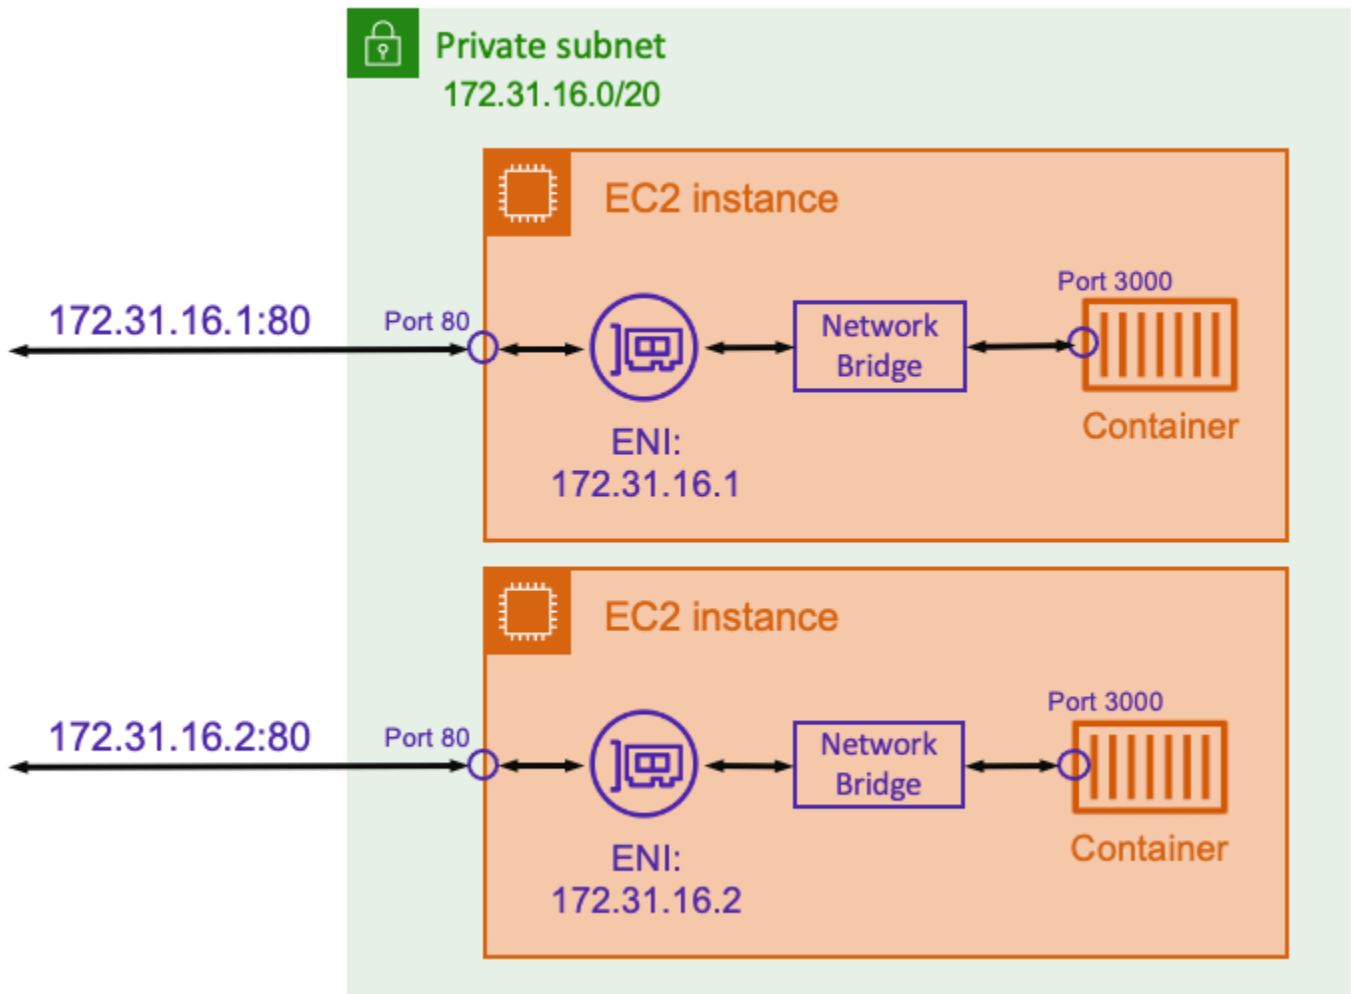 Private subnet
172.31.16.0/20
EC2 instance
172.31.16.1:80
Port 80
Network
Bridge
Port 3000
Container
ENI:
172.31.16.1
EC2 instance
172.31.16.2:80
Port 80
Network
Bridge
Port 3000
Container
ENI:
172.31.16.2